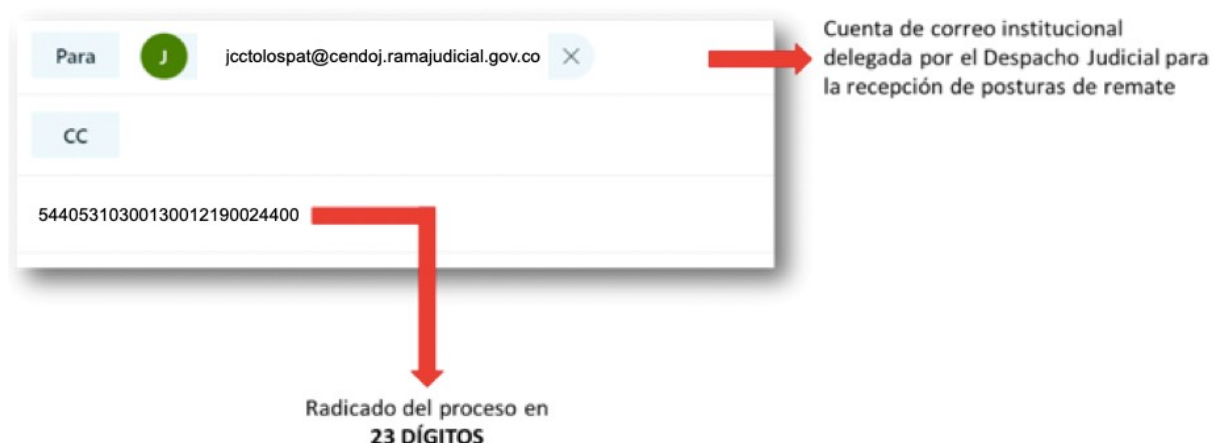 Para J jcctolospat@cendoj.ramajudicial.gov.co ×
Cuenta de correo institucional
delegada por el Despacho Judicial para
la recepción de posturas de remate
CC
54405310300130012190024400
Radicado del proceso en
23 DÍGITOS